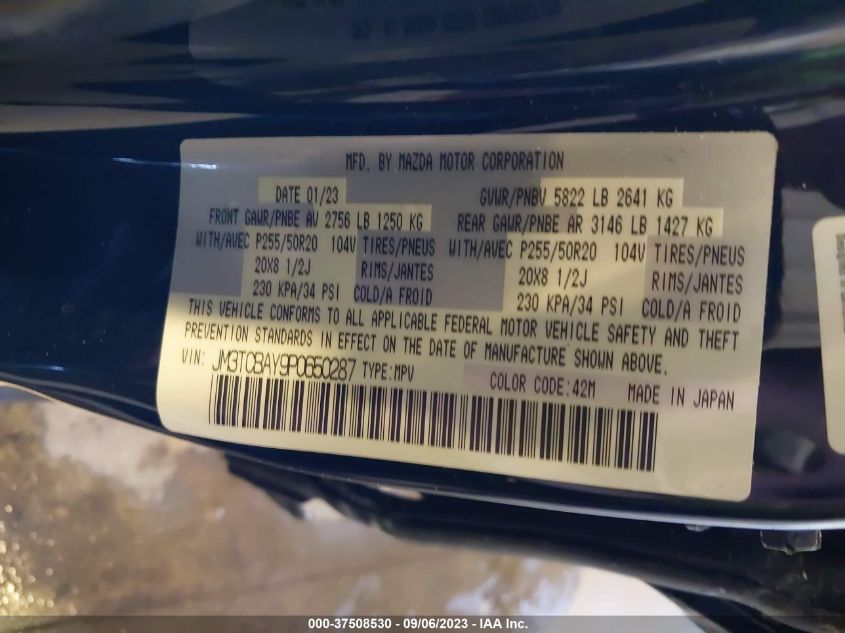 MFD. BY MAZDA MOTOR CORPORATION
DATE 01/23 GVWR/PNBV 5822 LB 2641 KG
FRONT GAWR/PNBE AV 2756 LB 1250 KG REAR GAWR/PNBE AR 3146 LB 1427 KG
WITH/AVEC P255/50R20 104V TIRES/PNEUS WITH/AVEC P255/50R20 104V TIRES/PNEUS
20X8 1/2J RIMS/JANTES 20X8 1/2J RIMS/JANTES
230 KPA/34 PSI COLD/A FROID 230 KPA/34 PSI COLD/A FROID
THIS VEHICLE CONFORMS TO ALL APPLICABLE FEDERAL MOTOR VEHICLE SAFETY AND THEFT
PREVENTION STANDARDS IN EFFECT ON THE DATE OF MANUFACTURE SHOWN ABOVE.
VIN: JM3TCBAY9P0650287 TYPE:MPV COLOR CODE:42M MADE IN JAPAN
000-37508530 - 09/06/2023 - IAA Inc.